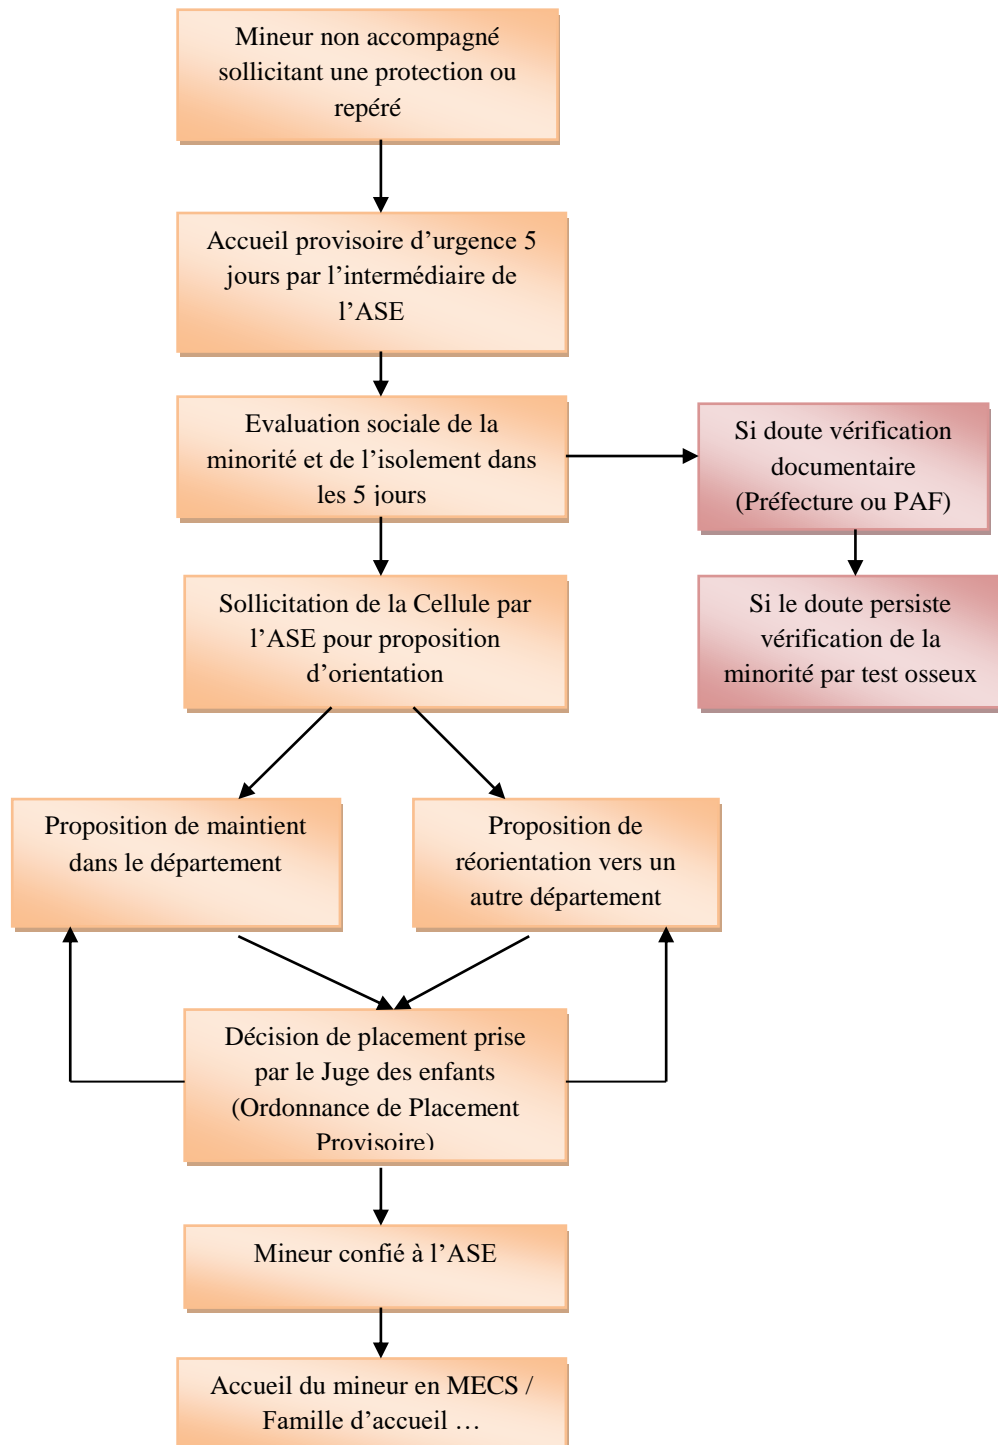 Mineur non accompagné
sollicitant une protection ou
repéré
Accueil provisoire d’urgence 5
jours par l’intermédiaire de
l’ASE
Evaluation sociale de la
minorité et de l’isolement dans
les 5 jours
Si doute vérification
documentaire
(Préfecture ou PAF)
Sollicitation de la Cellule par
l’ASE pour proposition
d’orientation
Si le doute persiste
vérification de la
minorité par test osseux
Proposition de maintient
dans le département
Proposition de
réorientation vers un
autre département
Décision de placement prise
par le Juge des enfants
(Ordonnance de Placement
Provisoire)
Mineur confié à l’ASE
Accueil du mineur en MECS /
Famille d’accueil …